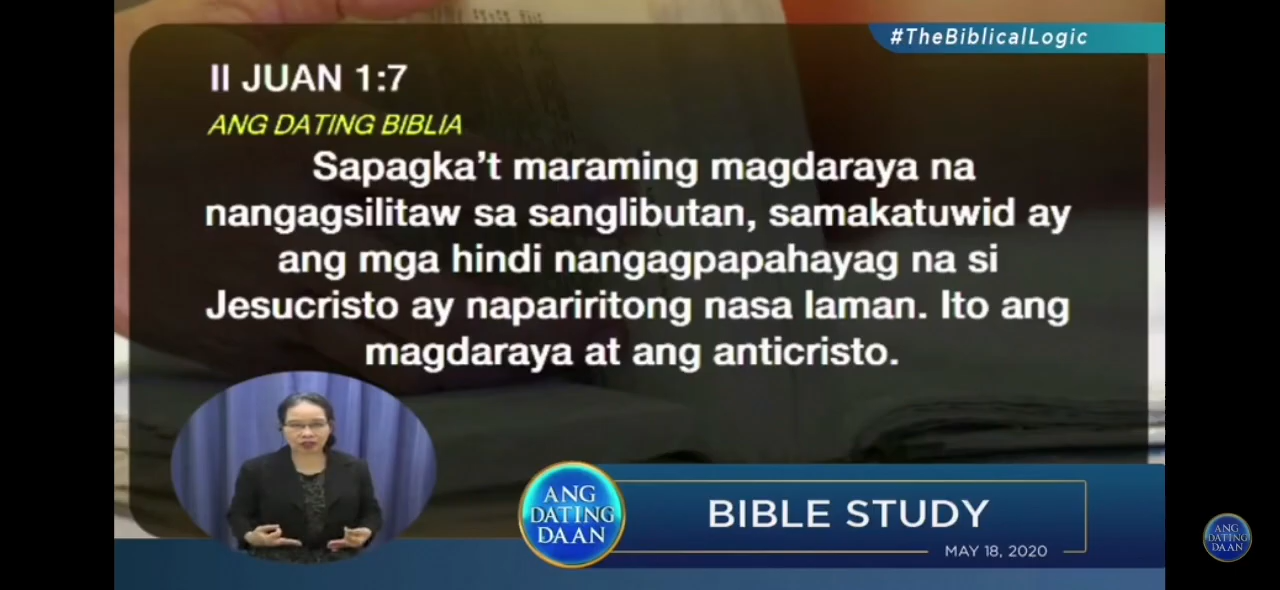 #TheBiblicalLogic
II JUAN 1:7
ANG DATING BIBLIA
Sapagka’t maraming magdaraya na
nangagsilitaw sa sanglibutan, samakatuwid ay
ang mga hindi nangagpapahayag na si
Jesucristo ay napariritong nasa laman. Ito ang
magdaraya at ang anticristo.
ANG
DATING
DAAN
BIBLE STUDY
MAY 18, 2020
ANG
DATING
DAAN